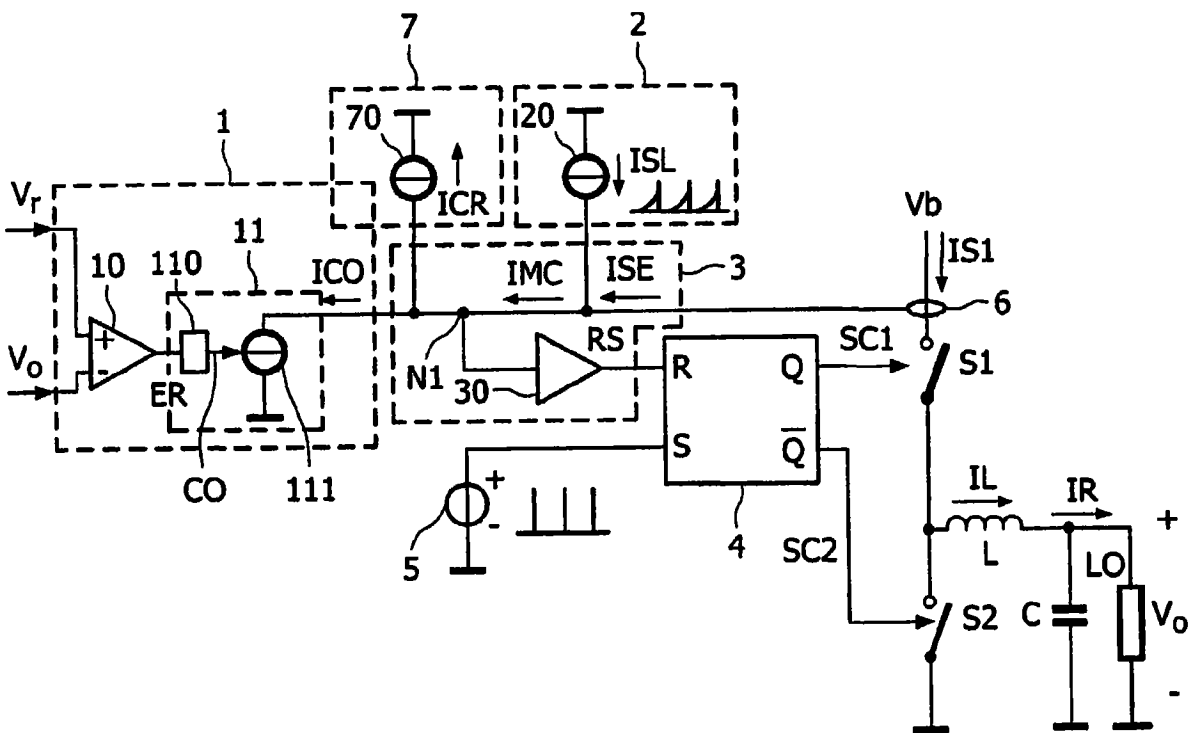 7
2
1
70
20
ISL
ICR
Vr
Vb
IS1
11
110
10
ICO
IMC
ISE
3
6
Vo
+
-
RS
SC1
N1
30
R
Q
S1
ER
S
Q̅
CO
111
5
+
-
4
SC2
IL
IR
+
L
LO
S2
C
Vo
-